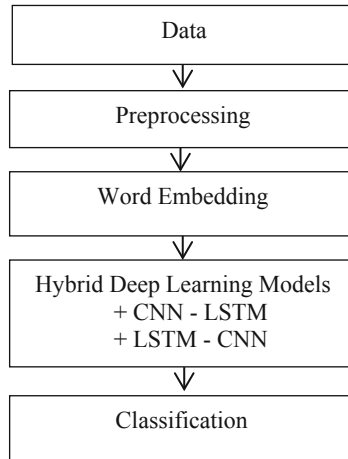 Data
Preprocessing
Word Embedding
Hybrid Deep Learning Models
+ CNN - LSTM
+ LSTM - CNN
Classification